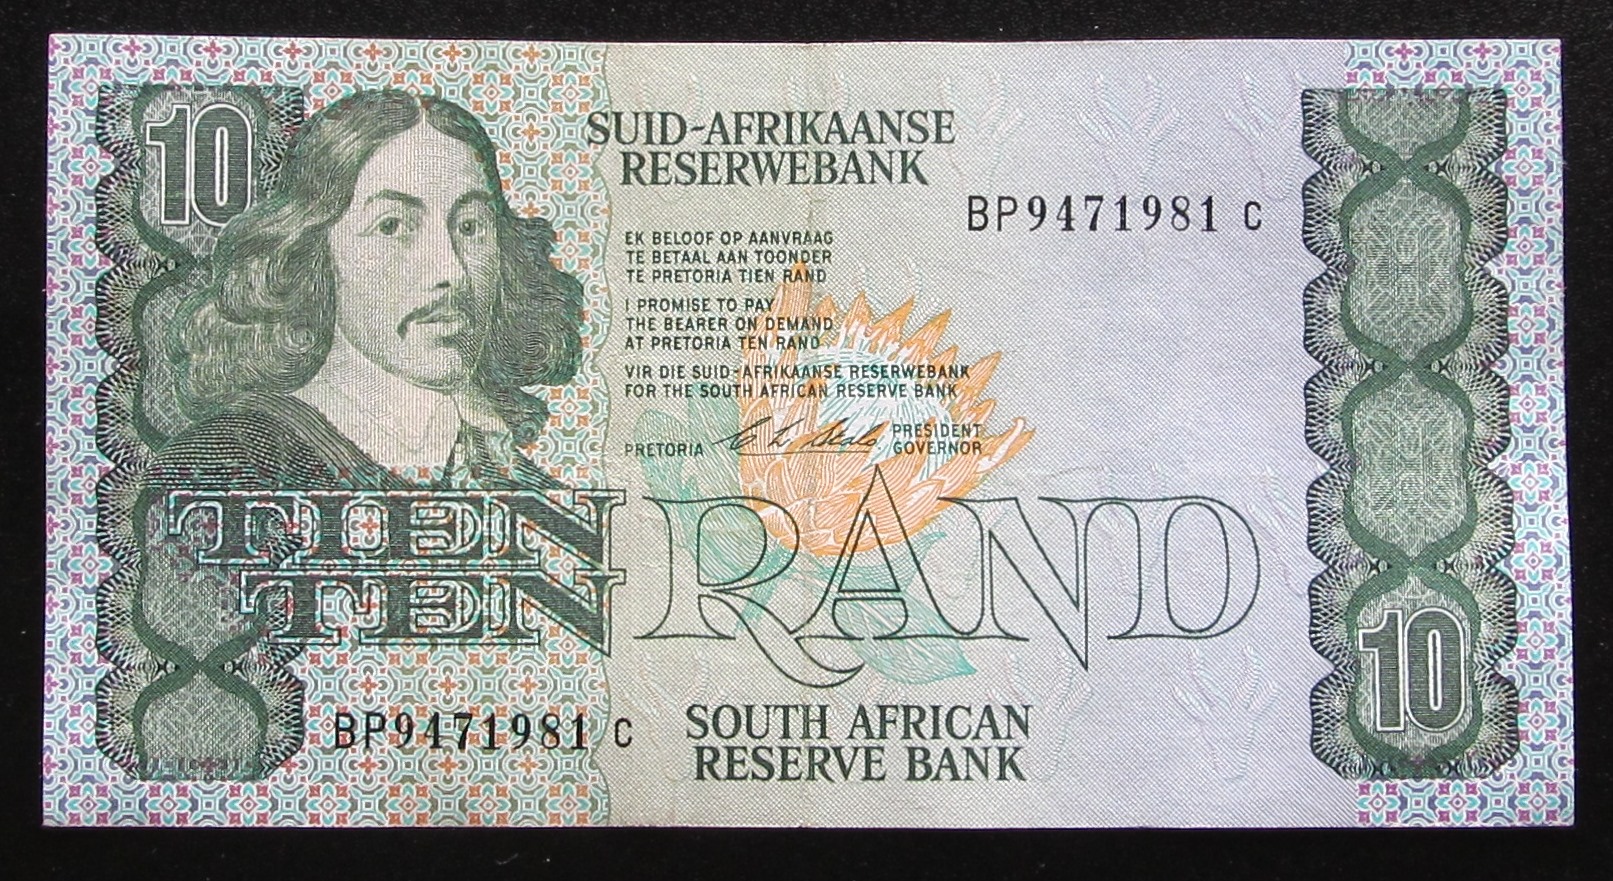 10
SUID-AFRIKAANSE
RESERWEBANK
BP9471981 C
EK BELOOF OP AANVRAAG
TE BETAAL AAN TOONDER
TE PRETORIA TIEN RAND
I PROMISE TO PAY
THE BEARER ON DEMAND
AT PRETORIA TEN RAND
VIR DIE SUID-AFRIKAANSE RESERWEBANK
FOR THE SOUTH AFRICAN RESERVE BANK
PRETORIA
PRESIDENT
GOVERNOR
TIEN
TEN
RAND
10
BP9471981 C
SOUTH AFRICAN
RESERVE BANK